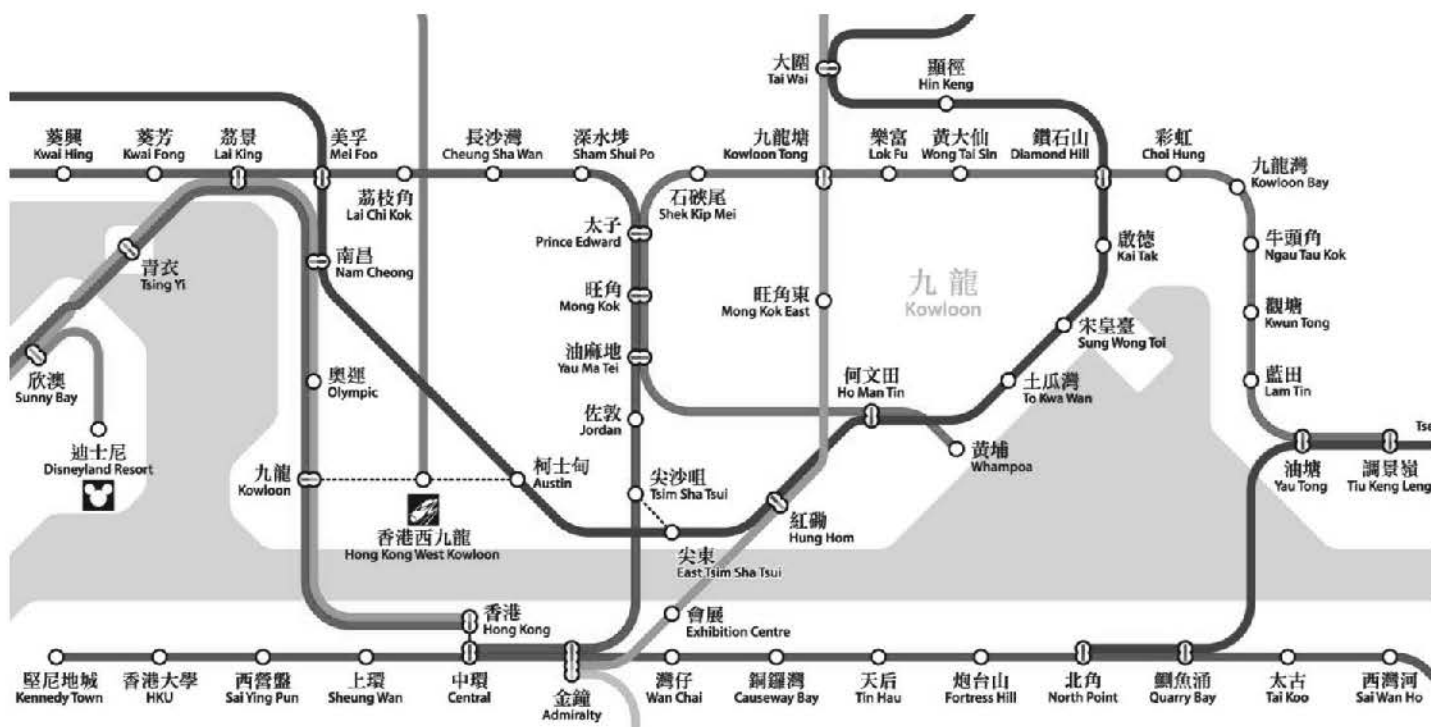 大圍
Tai Wai
顯徑
Hin Keng
葵興
Kwai Hing
葵芳
Kwai Fong
荔景
Lai King
美孚
Mei Foo
長沙灣
Cheung Sha Wan
深水埗
Sham Shui Po
九龍塘
Kowloon Tong
樂富
Lok Fu
黃大仙
Wong Tai Sin
鑽石山
Diamond Hill
彩虹
Choi Hung
九龍灣
Kowloon Bay
荔枝角
Lai Chi Kok
石硤尾
Shek Kip Mei
太子
Prince Edward
青衣
Tsing Yi
南昌
Nam Cheong
啟德
Kai Tak
牛頭角
Ngau Tau Kok
旺角
Mong Kok
旺角東
Mong Kok East
九龍
Kowloon
宋皇臺
Sung Wong Toi
觀塘
Kwun Tong
欣澳
Sunny Bay
奧運
Olympic
油麻地
Yau Ma Tei
何文田
Ho Man Tin
土瓜灣
To Kwa Wan
藍田
Lam Tin
佐敦
Jordan
迪士尼
Disneyland Resort
九龍
Kowloon
柯士甸
Austin
尖沙咀
Tsim Sha Tsui
黃埔
Whampoa
油塘
Yau Tong
Tse
調景嶺
Tiu Keng Leng
香港西九龍
Hong Kong West Kowloon
紅磡
Hung Hom
尖東
East Tsim Sha Tsui
香港
Hong Kong
會展
Exhibition Centre
堅尼地城
Kennedy Town
香港大學
HKU
西營盤
Sai Ying Pun
上環
Sheung Wan
中環
Central
金鐘
Admiralty
灣仔
Wan Chai
銅鑼灣
Causeway Bay
天后
Tin Hau
炮台山
Fortress Hill
北角
North Point
鰂魚涌
Quarry Bay
太古
Tai Koo
西灣河
Sai Wan Ho